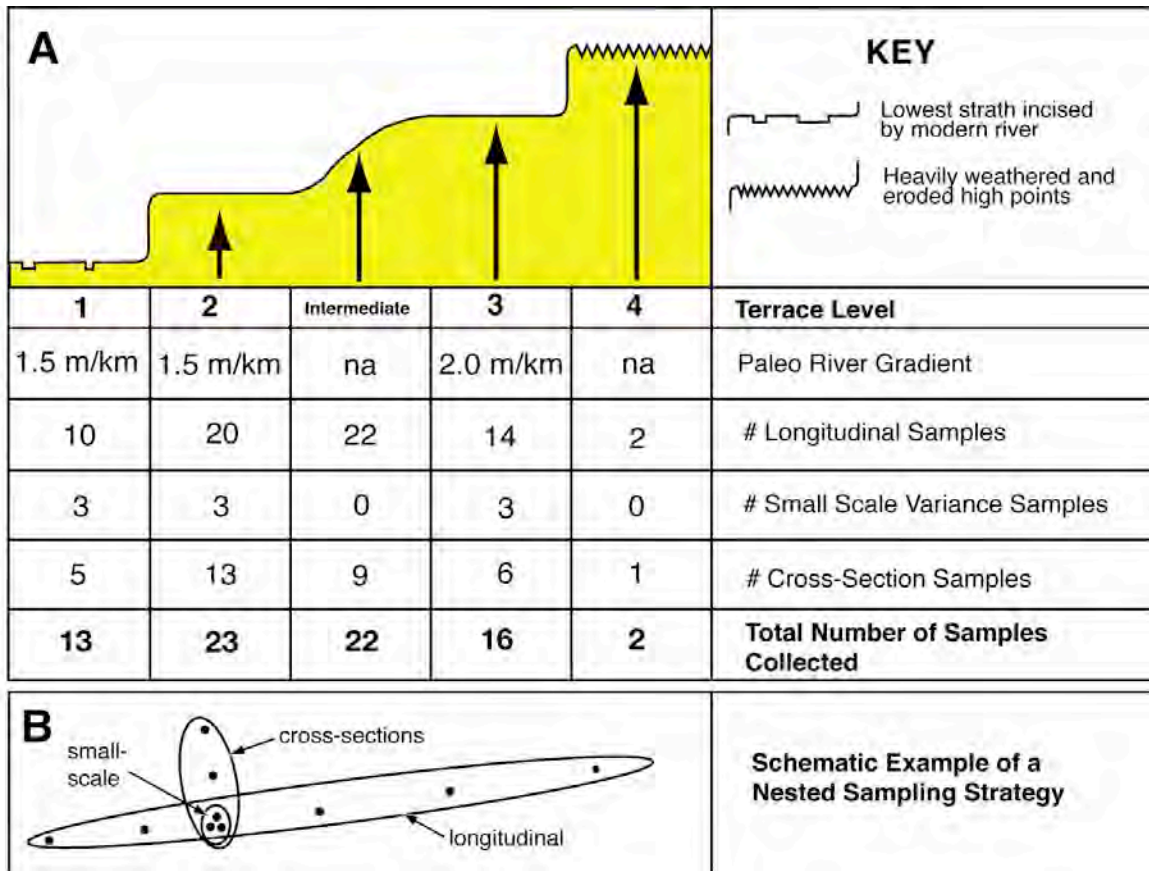 A
KEY
Lowest strath incised
by modern river
Heavily weathered and
eroded high points
1 2 Intermediate 3 4 Terrace Level
1.5 m/km 1.5 m/km na 2.0 m/km na Paleo River Gradient
10 20 22 14 2 # Longitudinal Samples
3 3 0 3 0 # Small Scale Variance Samples
5 13 9 6 1 # Cross-Section Samples
13 23 22 16 2 Total Number of Samples
Collected
B
small-
scale
cross-sections
longitudinal
Schematic Example of a
Nested Sampling Strategy